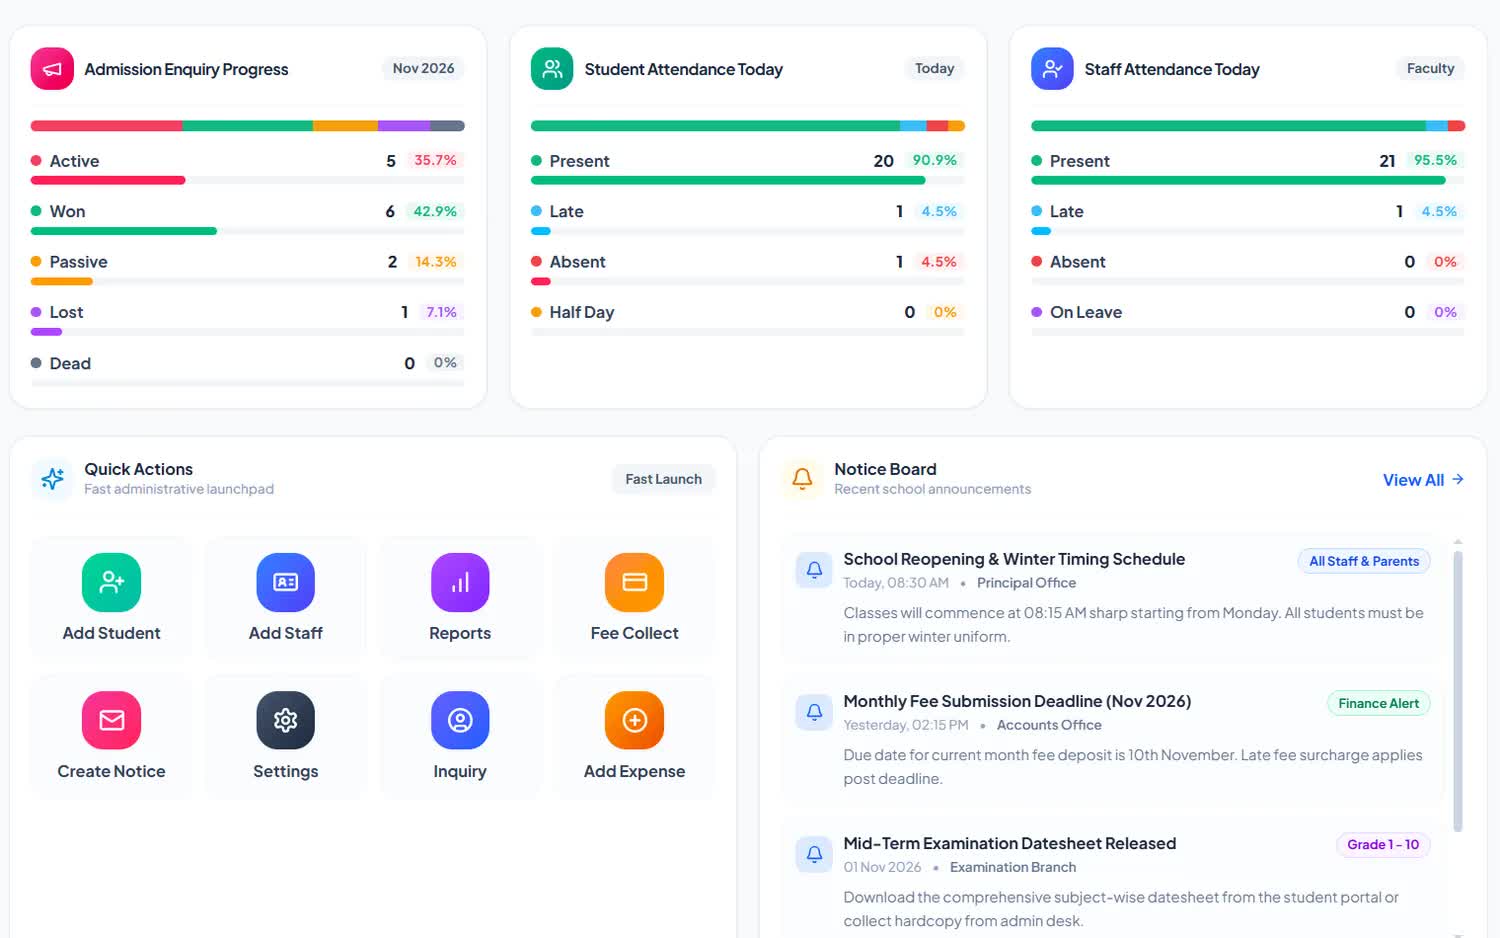 Admission Enquiry Progress
Nov 2026
Active 5 35.7%
Won 6 42.9%
Passive 2 14.3%
Lost 1 7.1%
Dead 0 0%
Student Attendance Today
Today
Present 20 90.9%
Late 1 4.5%
Absent 1 4.5%
Half Day 0 0%
Staff Attendance Today
Faculty
Present 21 95.5%
Late 1 4.5%
Absent 0 0%
On Leave 0 0%
Quick Actions
Fast administrative launchpad
Fast Launch
Add Student
Add Staff
Reports
Fee Collect
Create Notice
Settings
Inquiry
Add Expense
Notice Board
Recent school announcements
View All →
School Reopening & Winter Timing Schedule
All Staff & Parents
Today, 08:30 AM • Principal Office
Classes will commence at 08:15 AM sharp starting from Monday. All students must be
in proper winter uniform.
Monthly Fee Submission Deadline (Nov 2026)
Finance Alert
Yesterday, 02:15 PM • Accounts Office
Due date for current month fee deposit is 10th November. Late fee surcharge applies
post deadline.
Mid-Term Examination Datesheet Released
Grade 1 - 10
01 Nov 2026 • Examination Branch
Download the comprehensive subject-wise datesheet from the student portal or
collect hardcopy from admin desk.